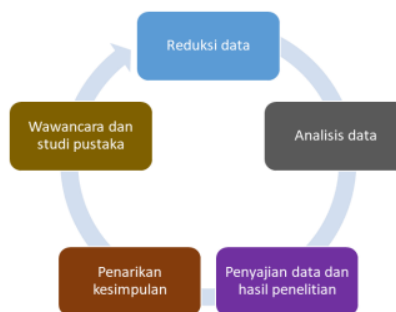 Reduksi data
Analisis data
Penyajian data dan
hasil penelitian
Penarikan
kesimpulan
Wawancara dan
studi pustaka